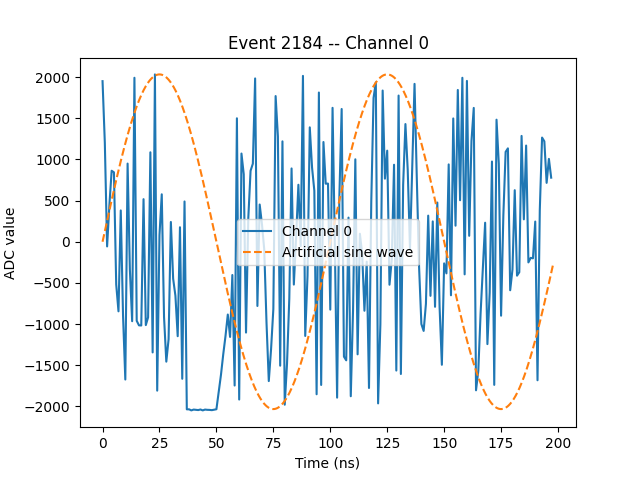 Event 2184 -- Channel 0
ADC value
2000
1500
1000
500
0
−500
−1000
−1500
−2000
Channel 0
Artificial sine wave
0 25 50 75 100 125 150 175 200
Time (ns)